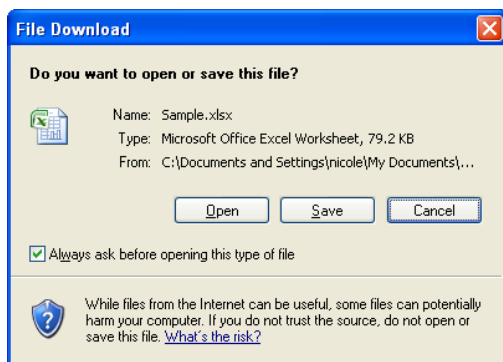 File Download
Do you want to open or save this file?
Name: Sample.xlsx
Type: Microsoft Office Excel Worksheet, 79.2 KB
From: C:\Documents and Settings\nicole\My Documents\...
Open Save Cancel
Always ask before opening this type of file
While files from the Internet can be useful, some files can potentially
harm your computer. If you do not trust the source, do not open or
save this file. What's the risk?